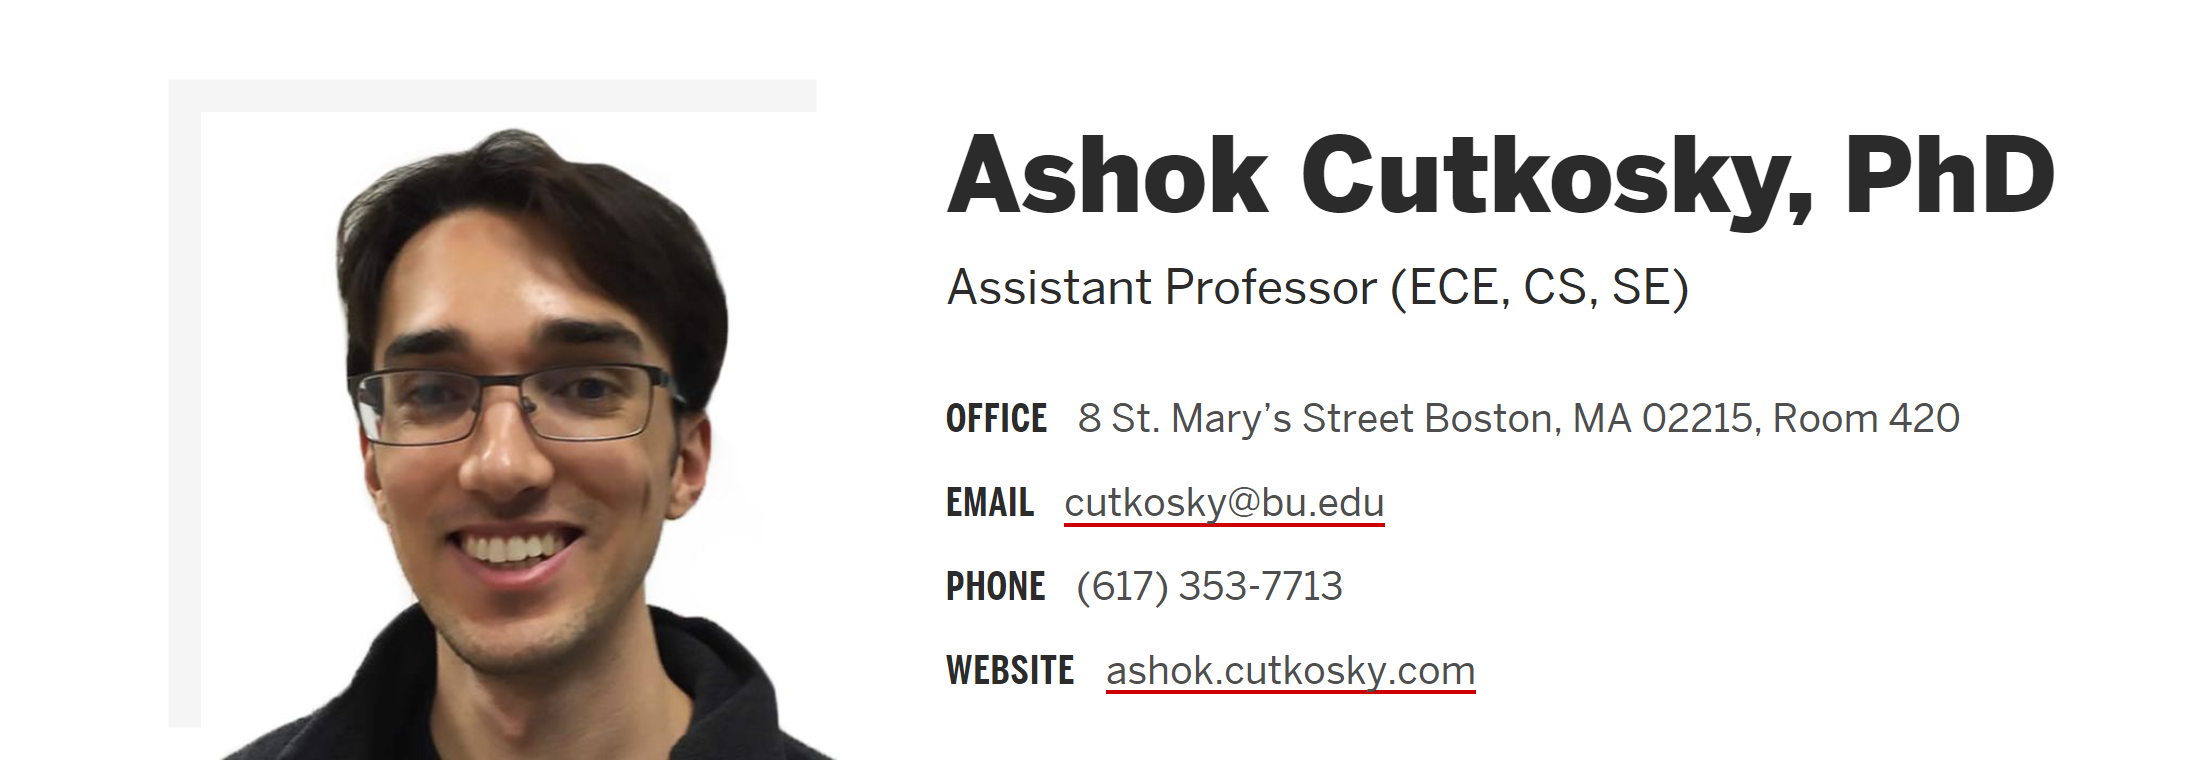 Ashok Cutkosky, PhD
Assistant Professor (ECE, CS, SE)
OFFICE 8 St. Mary’s Street Boston, MA 02215, Room 420
EMAIL cutkosky@bu.edu
PHONE (617) 353-7713
WEBSITE ashok.cutkosky.com